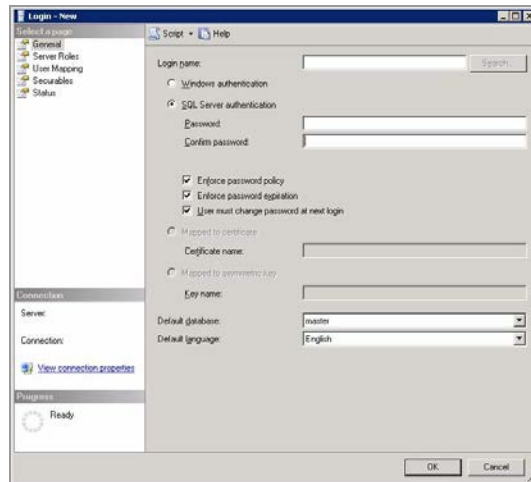 Login - New
Select a page
General
Server Roles
User Mapping
Securables
Status
Script
Help
Login name:
Search...
Windows authentication
SQL Server authentication
Password:
Confirm password:
Enforce password policy
Enforce password expiration
User must change password at next login
Mapped to certificate
Certificate name:
Mapped to asymmetric key
Key name:
Default database:
master
Default language:
English
Connection
Server:
Connection:
View connection properties
Progress
Ready
OK
Cancel